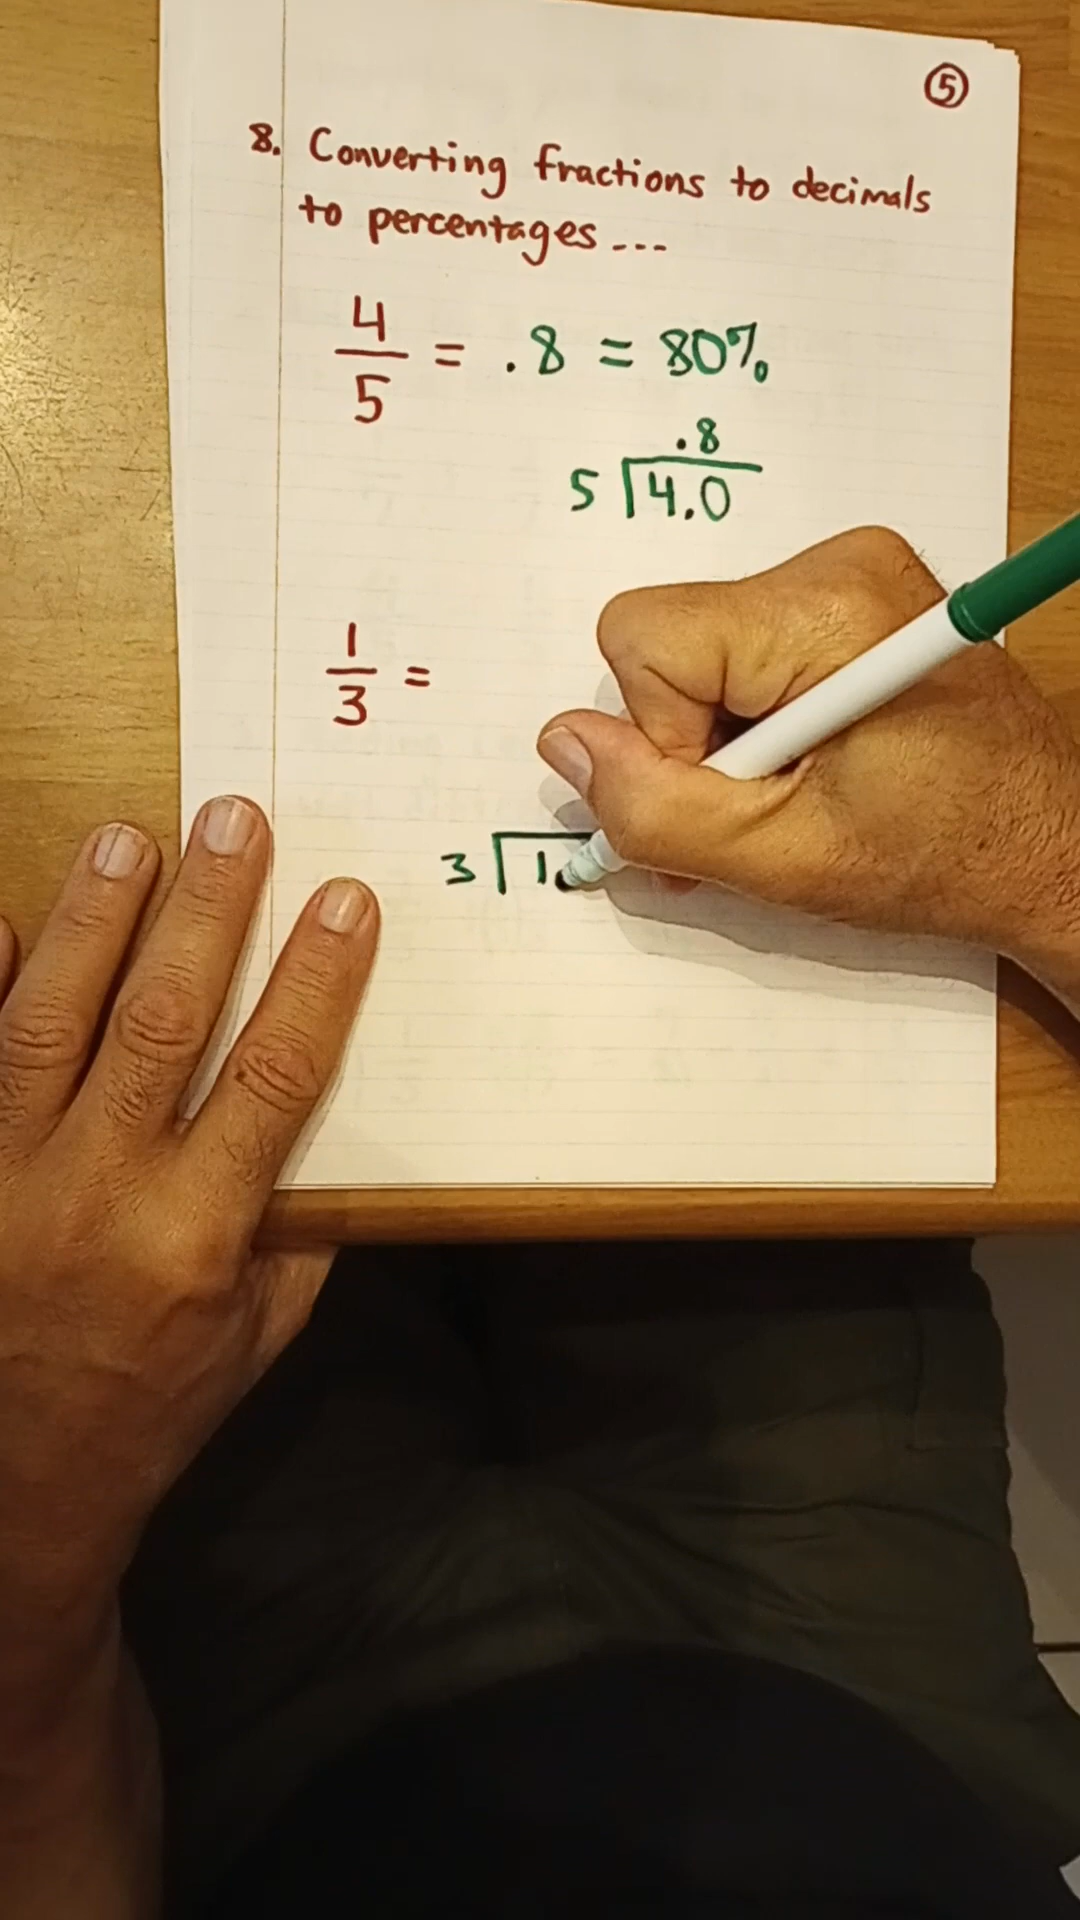 ⑤
8. Converting fractions to decimals
to percentages ...
4/5 = .8 = 80%
.8
5 √4.0
1/3 =
3 √1.